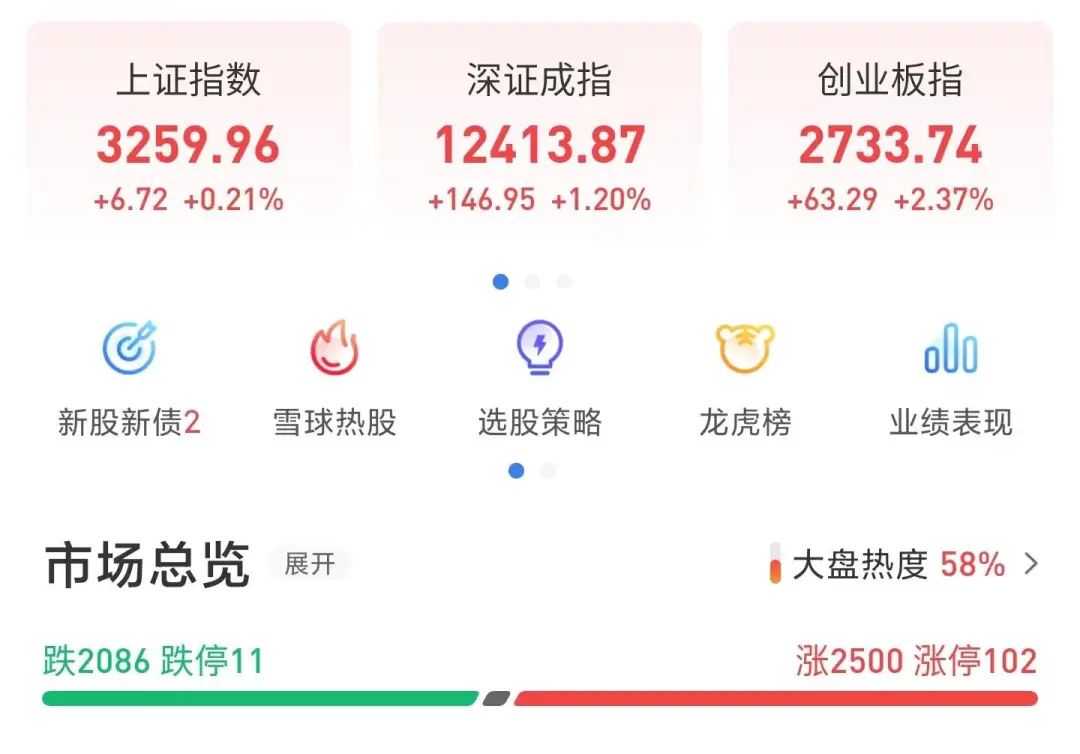 上证指数 深证成指 创业板指
3259.96 12413.87 2733.74
+6.72 +0.21% +146.95 +1.20% +63.29 +2.37%
新股新债2 雪球热股 选股策略 龙虎榜 业绩表现
市场总览 展开 大盘热度 58%
跌2086 跌停11 涨2500 涨停102